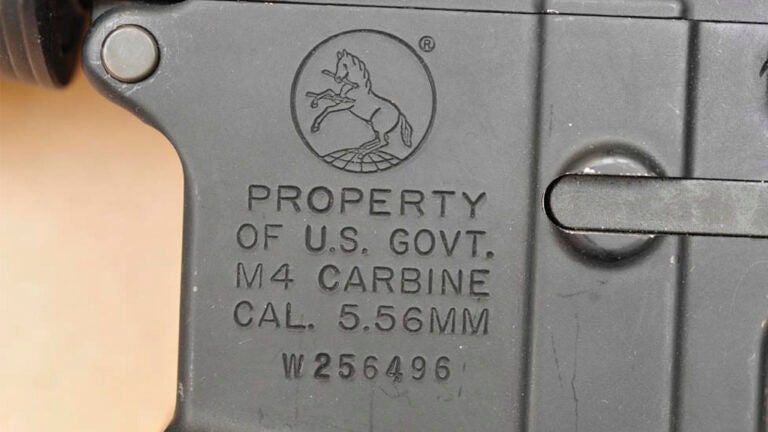 ®
PROPERTY
OF U.S. GOVT.
M4 CARBINE
CAL. 5.56MM
W256496